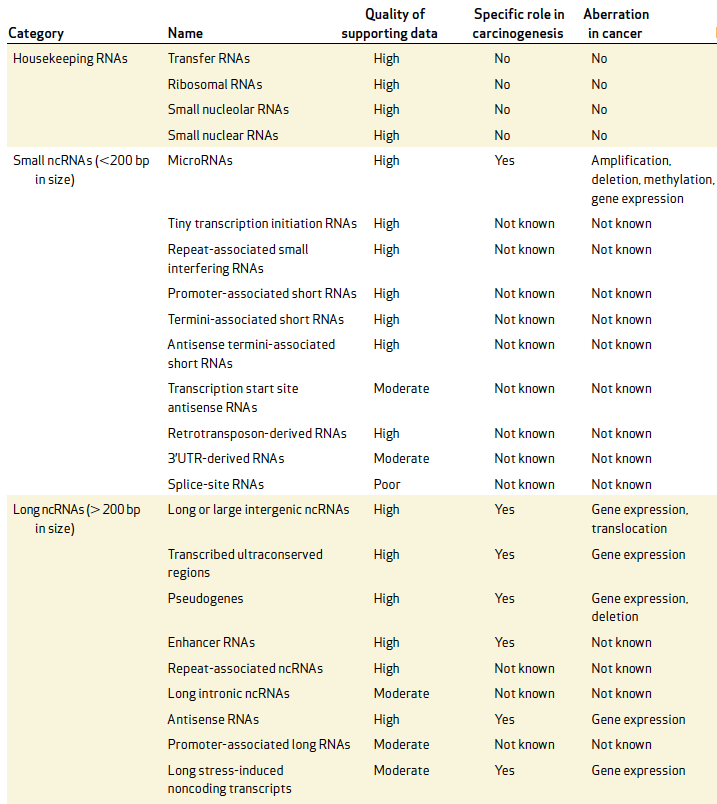 Category Name Quality of supporting data Specific role in carcinogenesis Aberration in cancer
Housekeeping RNAs Transfer RNAs High No No
Ribosomal RNAs High No No
Small nucleolar RNAs High No No
Small nuclear RNAs High No No
Small ncRNAs (<200 bp MicroRNAs High Yes Amplification,
in size) deletion, methylation,
gene expression
Tiny transcription initiation RNAs High Not known Not known
Repeat-associated small High Not known Not known
interfering RNAs
Promoter-associated short RNAs High Not known Not known
Termini-associated short RNAs High Not known Not known
Antisense termini-associated High Not known Not known
short RNAs
Transcription start site Moderate Not known Not known
antisense RNAs
Retrotransposon-derived RNAs High Not known Not known
3'UTR-derived RNAs Moderate Not known Not known
Splice-site RNAs Poor Not known Not known
Long ncRNAs (> 200 bp Long or large intergenic ncRNAs High Yes Gene expression,
in size) translocation
Transcribed ultraconserved High Yes Gene expression
regions
Pseudogenes High Yes Gene expression,
deletion
Enhancer RNAs High Yes Not known
Repeat-associated ncRNAs High Not known Not known
Long intronic ncRNAs Moderate Not known Not known
Antisense RNAs High Yes Gene expression
Promoter-associated long RNAs Moderate Not known Not known
Long stress-induced Moderate Yes Gene expression
noncoding transcripts